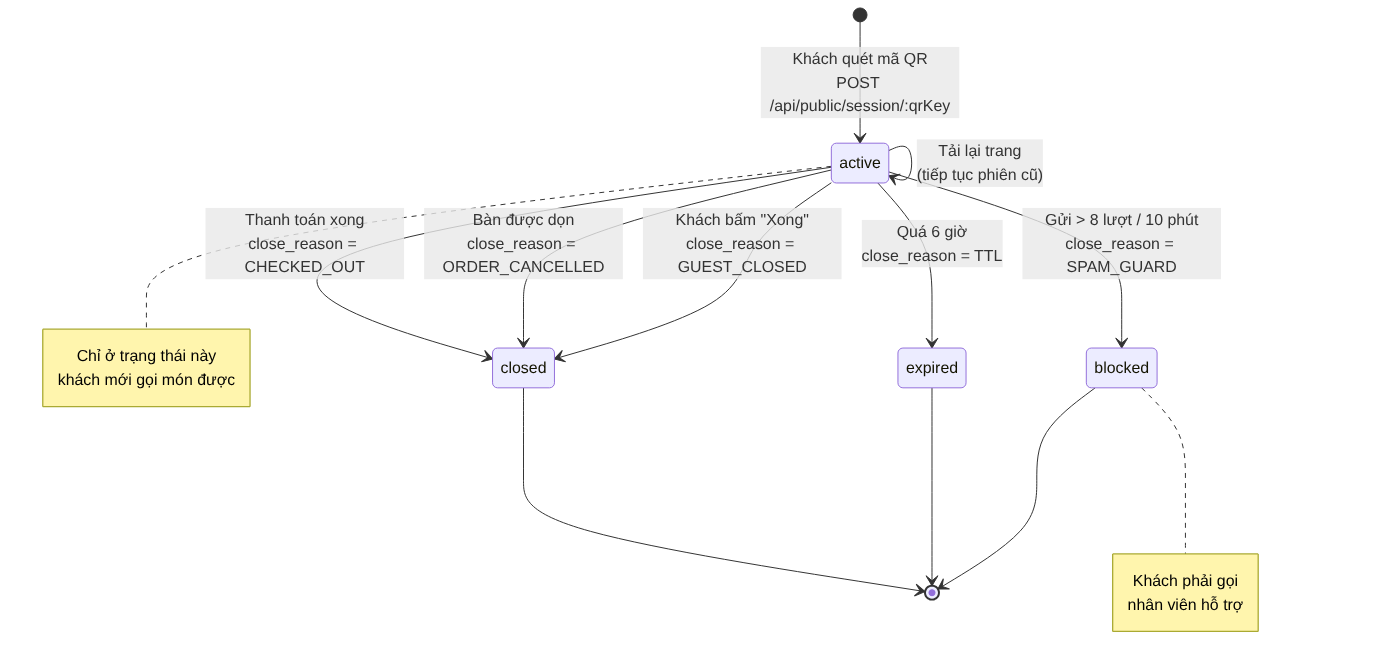 Khách quét mã QR
POST
/api/public/session/:qrKey
active
Tải lại trang
(tiếp tục phiên cũ)
Thanh toán xong
close_reason =
CHECKED_OUT
Bàn được dọn
close_reason =
ORDER_CANCELLED
Khách bấm "Xong"
close_reason =
GUEST_CLOSED
Quá 6 giờ
close_reason = TTL
Gửi > 8 lượt / 10 phút
close_reason =
SPAM_GUARD
Chỉ ở trạng thái này
khách mới gọi món được
closed
expired
blocked
Khách phải gọi
nhân viên hỗ trợ